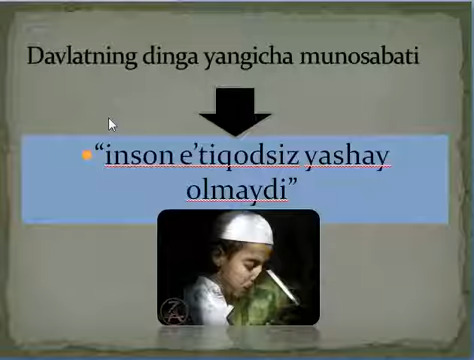 Davlatning dinga yangicha munosabati
“inson e’tiqodsiz yashay
olmaydi”